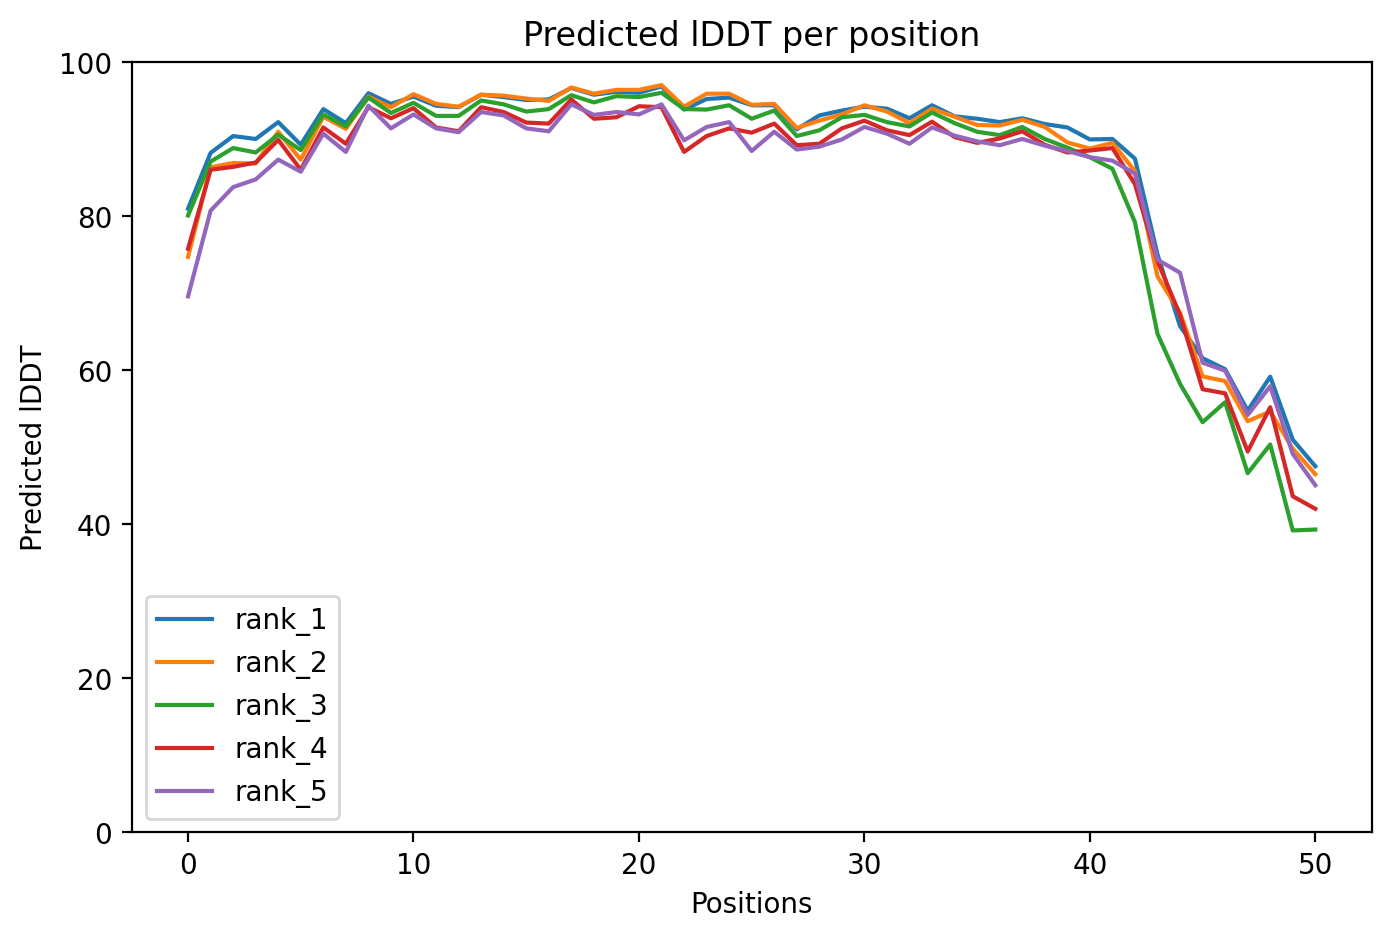 Predicted lDDT per position
100
80
60
40
20
0
Predicted lDDT
rank_1
rank_2
rank_3
rank_4
rank_5
0 10 20 30 40 50
Positions